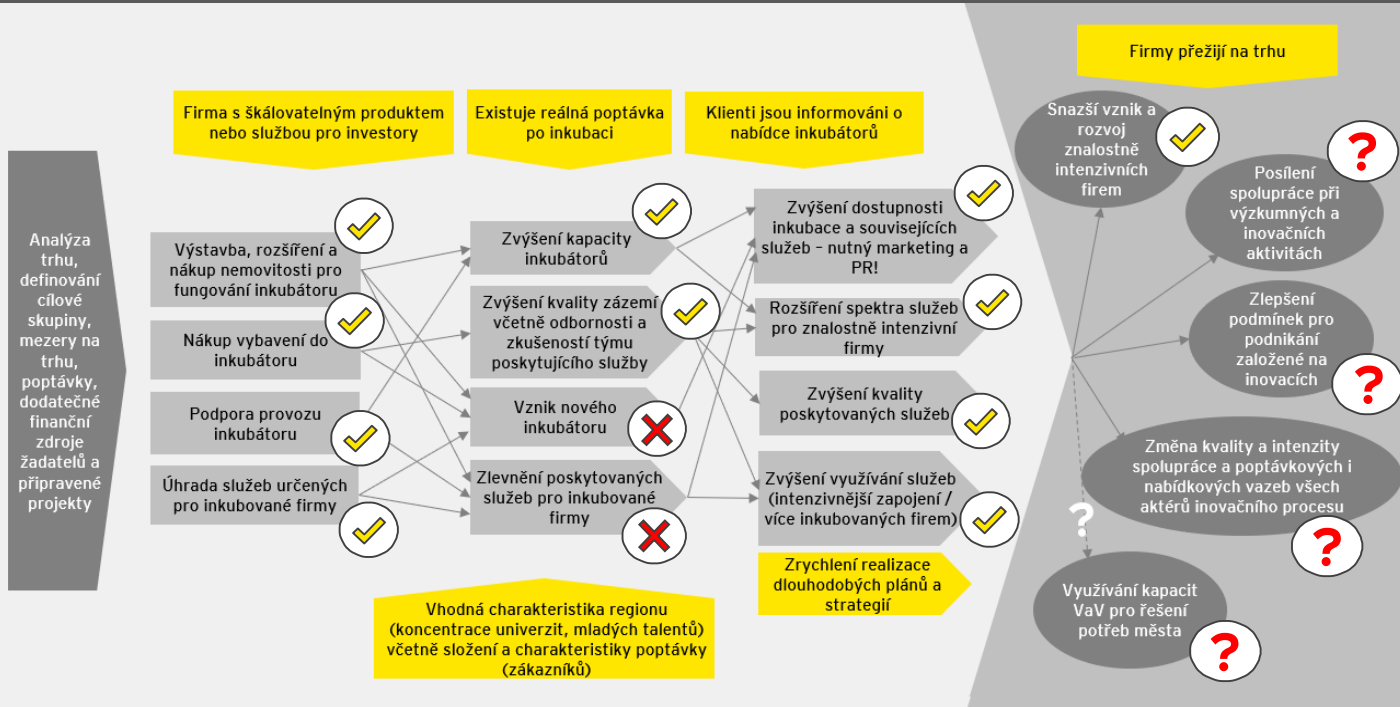 Analýza
trhu,
definování
cílové
skupiny,
mezery na
trhu,
poptávky,
dodatečné
finanční
zdroje
žadatelů a
připravené
projekty
Firma s škálovatelným produktem
nebo službou pro investory
Výstavba, rozšíření a
nákup nemovitosti pro
fungování inkubátoru
Nákup vybavení do
inkubátoru
Podpora provozu
inkubátoru
Úhrada služeb určených
pro inkubované firmy
Existuje reálná poptávka
po inkubaci
Zvýšení kapacity
inkubátorů
Zvýšení kvality zázemí
včetně odbornosti a
zkušeností týmu
poskytujícího služby
Vznik nového
inkubátoru
Zlevnění poskytovaných
služeb pro inkubované
firmy
Vhodná charakteristika regionu
(koncentrace univerzit, mladých talentů)
včetně složení a charakteristiky poptávky
(zákazníků)
Klienti jsou informováni o
nabídce inkubátorů
Zvýšení dostupnosti
inkubace a souvisejících
služeb – nutný marketing a
PR!
Rozšíření spektra služeb
pro znalostně intenzivní
firmy
Zvýšení kvality
poskytovaných služeb
Zvýšení využívání služeb
(intenzivnější zapojení /
více inkubovaných firem)
Zrychlení realizace
dlouhodobých plánů a
strategií
Firmy přežijí na trhu
Snazší vznik a
rozvoj
znalostně
intenzivních
firem
?
Posílení
spolupráce při
výzkumných a
inovačních
aktivitách
Zlepšení
podmínek pro
podnikání
založené na
inovacích
?
Změna kvality a intenzity
spolupráce a poptávkových i
nabídkových vazeb všech
aktérů inovačního procesu
?
?
Využívání kapacit
VaV pro řešení
potřeb města
?